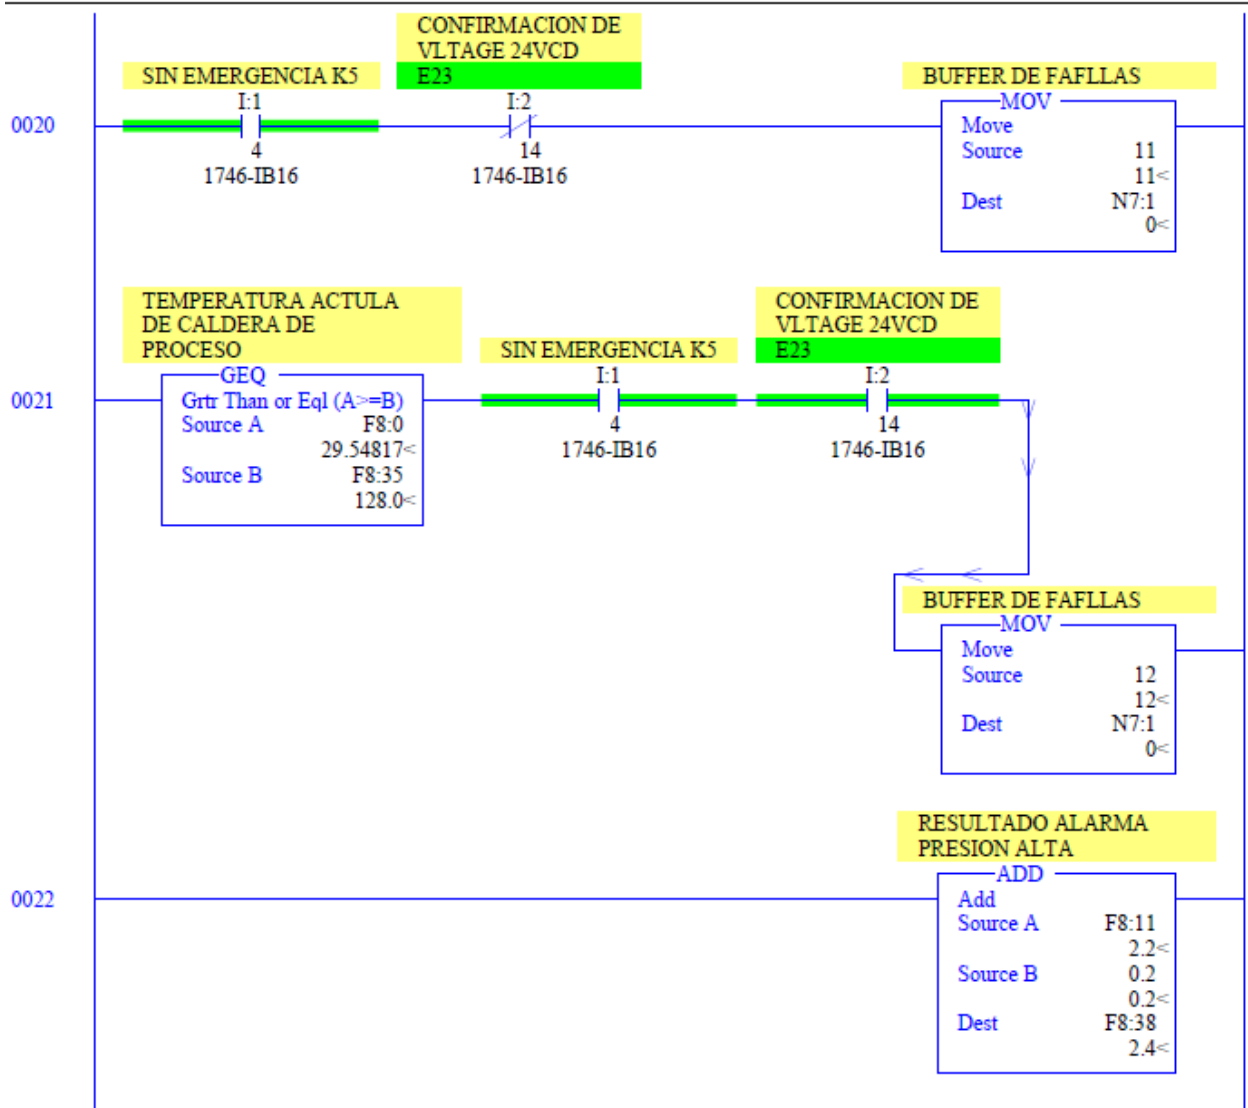 CONFIRMACION DE
VLTAGE 24VCD
SIN EMERGENCIA K5
E23
BUFFER DE FAFLLAS
0020
I:1
4
1746-IB16
I:2
14
1746-IB16
MOV
Move
Source 11
11<
Dest N7:1
0<
TEMPERATURA ACTULA
DE CALDERA DE
PROCESO
SIN EMERGENCIA K5
CONFIRMACION DE
VLTAGE 24VCD
E23
0021
GEQ
Grtr Than or Eql (A>=B)
Source A F8:0
29.54817<
Source B F8:35
128.0<
I:1
4
1746-IB16
I:2
14
1746-IB16
BUFFER DE FAFLLAS
MOV
Move
Source 12
12<
Dest N7:1
0<
RESULTADO ALARMA
PRESION ALTA
0022
ADD
Add
Source A F8:11
2.2<
Source B 0.2
0.2<
Dest F8:38
2.4<